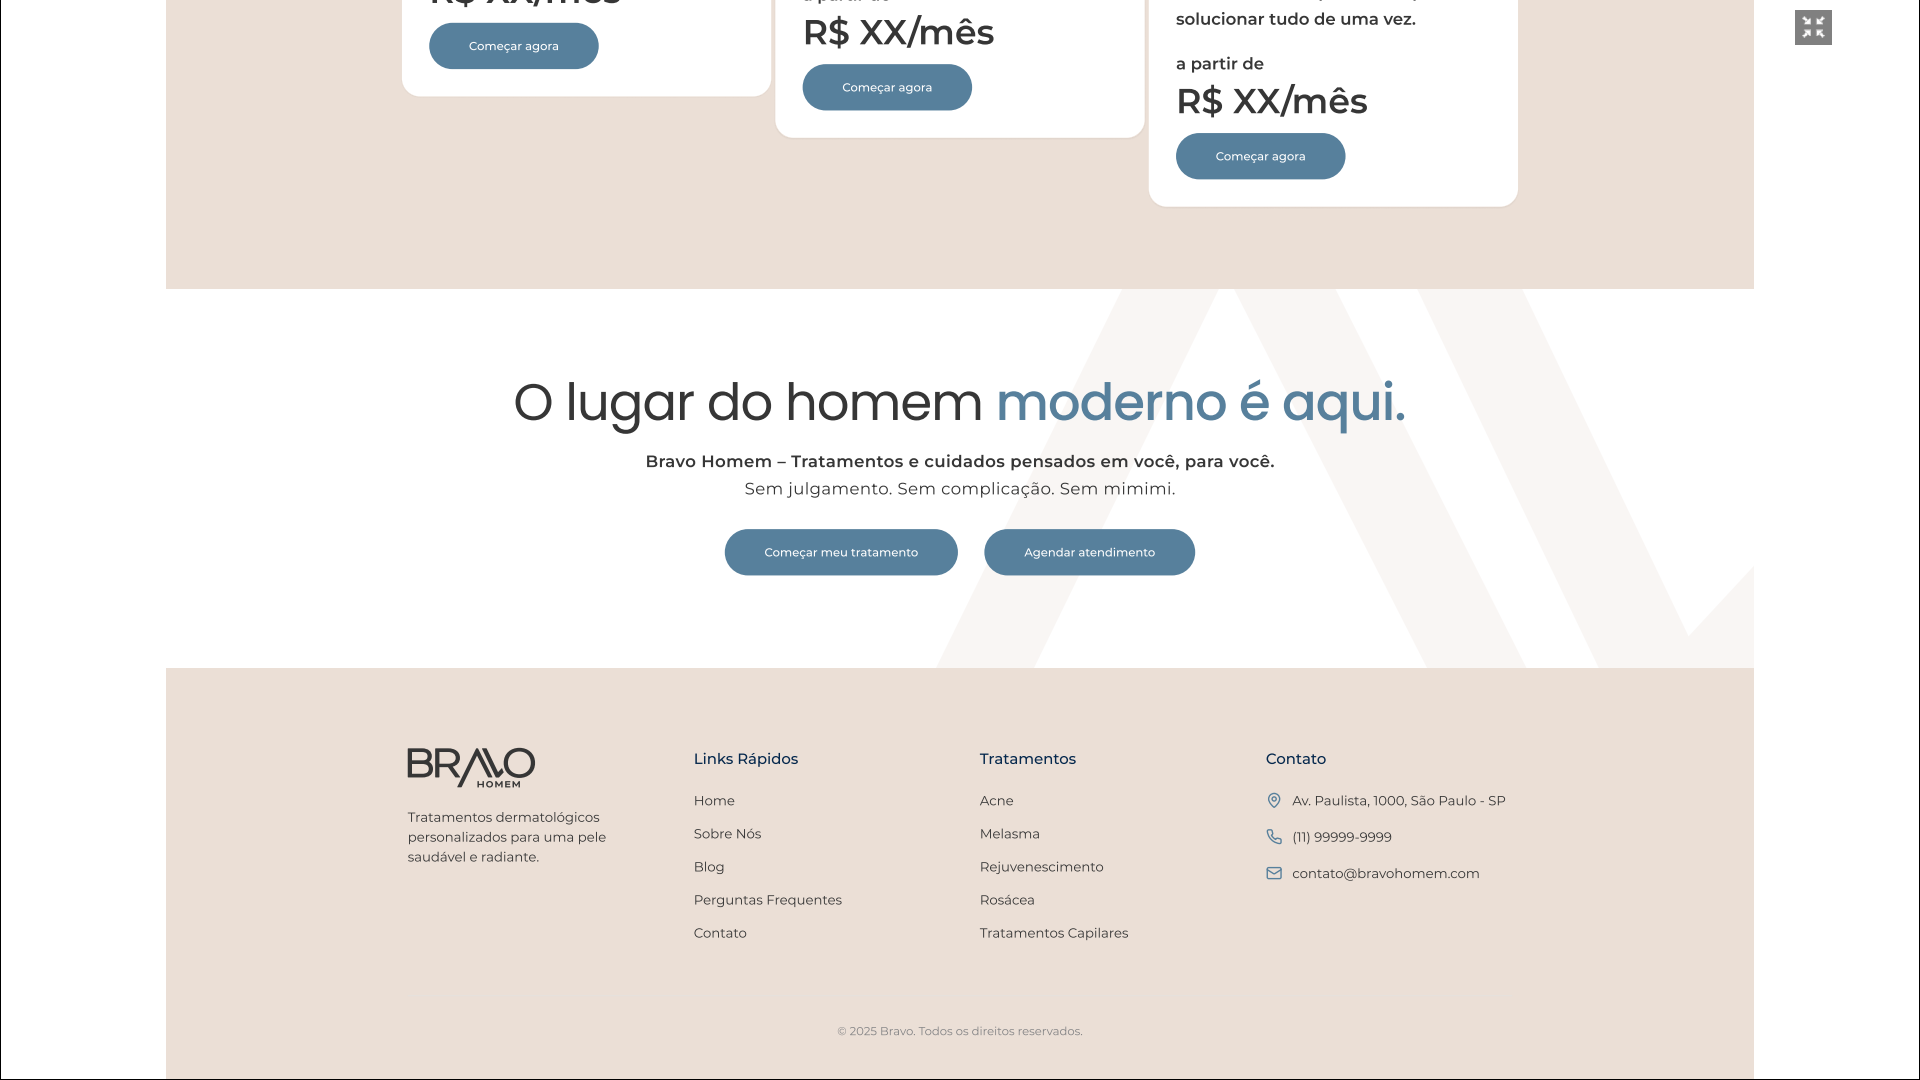 R$ XX/mês
Começar agora
a partir de
R$ XX/mês
Começar agora
solucionar tudo de uma vez.
a partir de
R$ XX/mês
Começar agora
O lugar do homem moderno é aqui.
Bravo Homem – Tratamentos e cuidados pensados em você, para você.
Sem julgamento. Sem complicação. Sem mimimi.
Começar meu tratamento
Agendar atendimento
BRAVO
HOMEM
Tratamentos dermatológicos
personalizados para uma pele
saudável e radiante.
Links Rápidos
Home
Sobre Nós
Blog
Perguntas Frequentes
Contato
Tratamentos
Acne
Melasma
Rejuvenescimento
Rosácea
Tratamentos Capilares
Contato
Av. Paulista, 1000, São Paulo - SP
(11) 99999-9999
contato@bravohomem.com
© 2025 Bravo. Todos os direitos reservados.